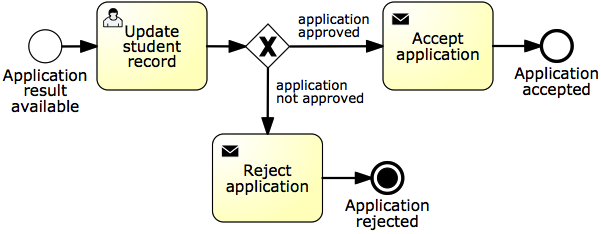 Application
result
available
Update
student
record
application
approved
application
not approved
Accept
application
Application
accepted
Reject
application
Application
rejected